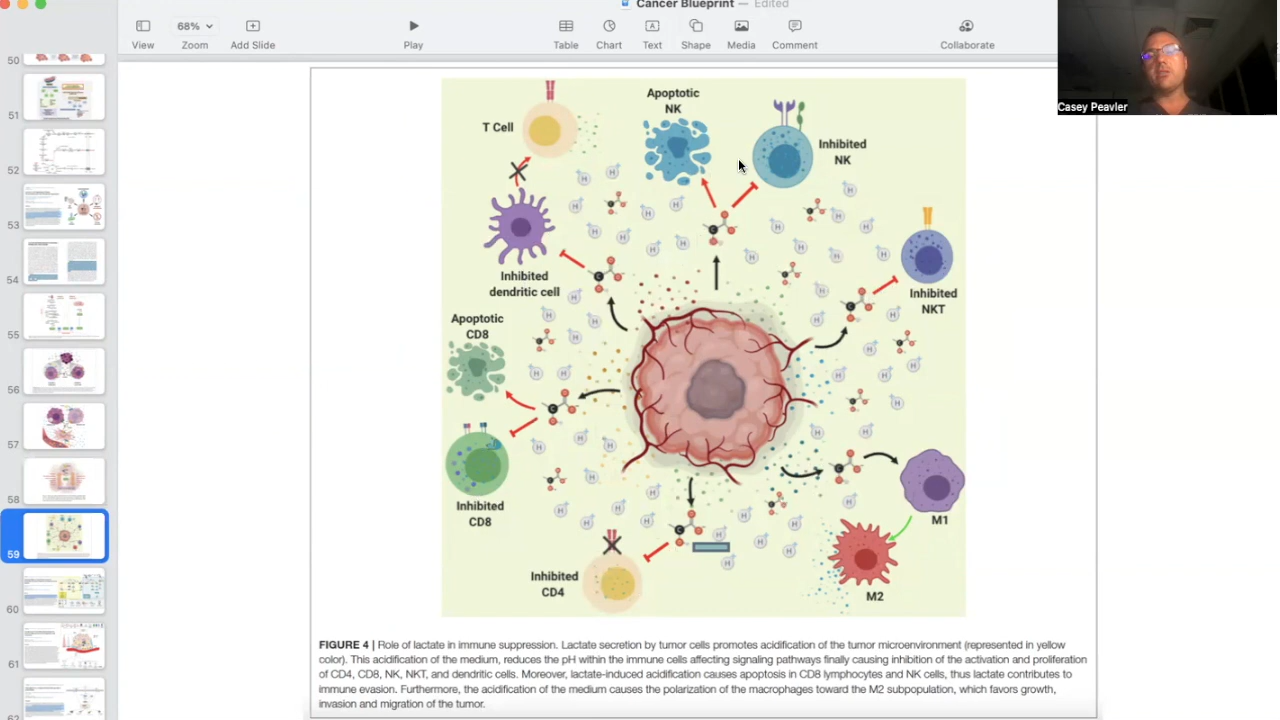 Cancer Blueprint — Edited
68%
View
Zoom
Add Slide
Play
Table
Chart
Text
Shape
Media
Comment
Collaborate
Casey Peavler
50
51
52
53
54
55
56
57
58
59
60
61
62
T Cell
Apoptotic
NK
Inhibited
NK
Inhibited
dendritic cell
Inhibited
NKT
Apoptotic
CD8
Inhibited
CD8
M1
Inhibited
CD4
M2
FIGURE 4 | Role of lactate in immune suppression. Lactate secretion by tumor cells promotes acidification of the tumor microenvironment (represented in yellow
color). This acidification of the medium, reduces the pH within the immune cells affecting signaling pathways finally causing inhibition of the activation and proliferation
of CD4, CD8, NK, NKT, and dendritic cells. Moreover, lactate-induced acidification causes apoptosis in CD8 lymphocytes and NK cells, thus lactate contributes to
immune evasion. Furthermore, the acidification of the medium causes the polarization of the macrophages toward the M2 subpopulation, which favors growth,
invasion and migration of the tumor.